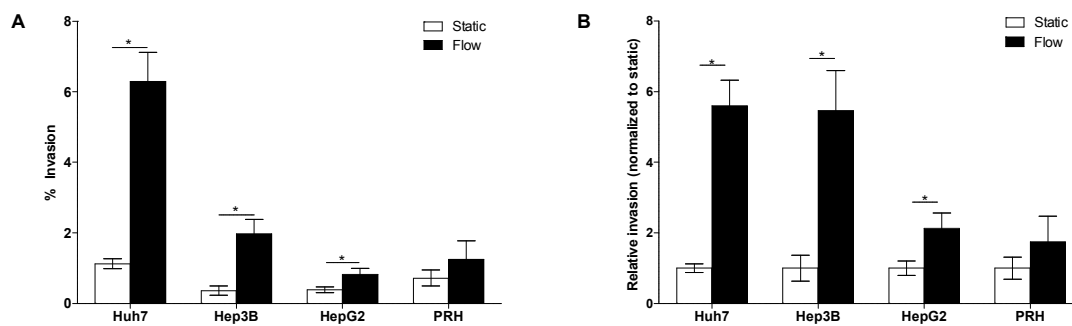 A
% Invasion
8
6
4
2
0
Static
Flow
*
*
*
Huh7 Hep3B HepG2 PRH
B
Relative invasion (normalized to static)
8
6
4
2
0
Static
Flow
*
*
*
Huh7 Hep3B HepG2 PRH